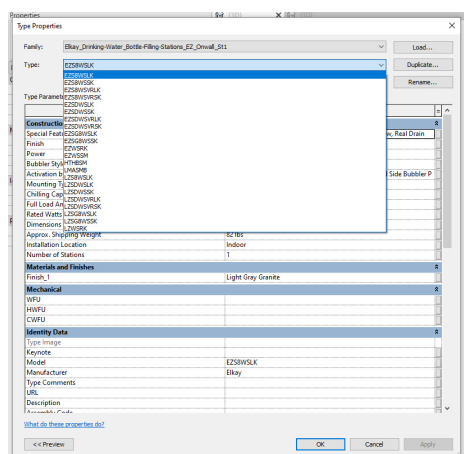 Properties
Type Properties
Family: Elkay_Drinking-Water_Bottle-Filling-Stations_EZ_Onwall_St1 Load...
Type: EZS8WSLK Duplicate...
Rename...
EZS8WSLK
EZS8WSSK
Type Paramet EZS8WSVRLK
EZS8WSVRSK
EZSDWSLK
EZSDWSSK
EZSDWSVRLK
EZSDWSVRSK
Constructio EZSG8WSLK
Special Feat EZSG8WSSK w, Real Drain
Finish EZWSRK
Power EZWSSM
Bubbler Styl HTHBSM
Activation b LMASMB l Side Bubbler P
Mounting Ty LZS8WSLK
Chilling Cap LZSDWSLK
LZSDWSSK
Full Load Am LZSDWSVRLK
Rated Watts LZSDWSVRSK
LZSG8WSLK
Dimensions LZSG8WSSK
LZWSRK
Approx. Shipping Weight 82 lbs
Installation Location Indoor
Number of Stations 1
Materials and Finishes
Finish_1 Light Gray Granite
Mechanical
WFU
HWFU
CWFU
Identity Data
Type Image
Keynote
Model EZS8WSLK
Manufacturer Elkay
Type Comments
URL
Description
Assembly Code
What do these properties do?
<< Preview OK Cancel Apply